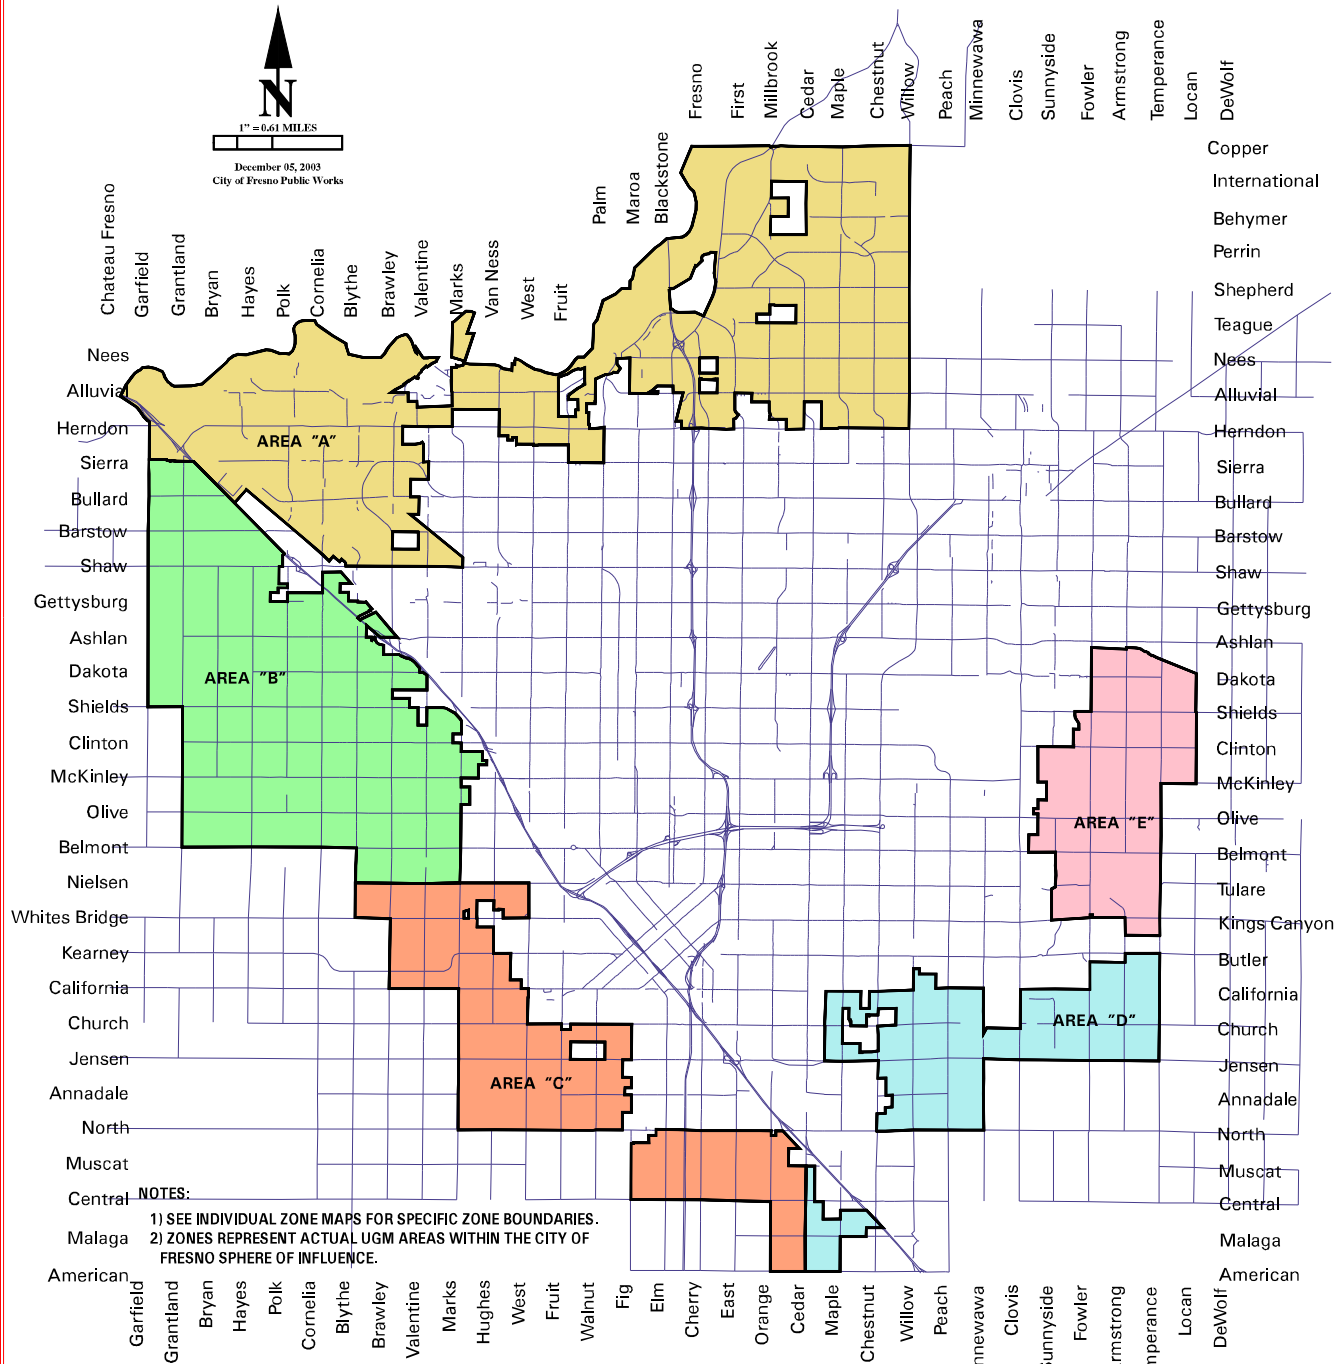 N
1" = 0.61 MILES
December 05, 2003
City of Fresno Public Works
Chateau Fresno
Garfield
Grantland
Bryan
Hayes
Polk
Cornelia
Blythe
Brawley
Valentine
Marks
Van Ness
West
Fruit
Palm
Maroa
Blackstone
Fresno
First
Millbrook
Cedar
Maple
Chestnut
Willow
Peach
Minnewawa
Clovis
Sunnyside
Fowler
Armstrong
Temperance
Locan
DeWolf
Copper
International
Behymer
Perrin
Shepherd
Teague
Nees
Alluvial
Herndon
Sierra
Bullard
Barstow
Shaw
Gettysburg
Ashlan
Dakota
Shields
Clinton
McKinley
Olive
Belmont
Tulare
Kings Canyon
Butler
California
Church
Jensen
Annadale
North
Muscat
Central
Malaga
American
Nees
Alluvial
Herndon
Sierra
Bullard
Barstow
Shaw
Gettysburg
Ashlan
Dakota
Shields
Clinton
McKinley
Olive
Belmont
Nielsen
Whites Bridge
Kearney
California
Church
Jensen
Annadale
North
Muscat
Central
Malaga
American
AREA "A"
AREA "B"
AREA "C"
AREA "D"
AREA "E"
NOTES:
1) SEE INDIVIDUAL ZONE MAPS FOR SPECIFIC ZONE BOUNDARIES.
2) ZONES REPRESENT ACTUAL UGM AREAS WITHIN THE CITY OF
FRESNO SPHERE OF INFLUENCE.
Garfield
Grantland
Bryan
Hayes
Polk
Cornelia
Blythe
Brawley
Valentine
Marks
Hughes
West
Fruit
Walnut
Fig
Elm
Cherry
East
Orange
Cedar
Maple
Chestnut
Willow
Peach
nnewawa
Clovis
unnyside
Fowler
rmstrong
mperance
Locan
DeWolf